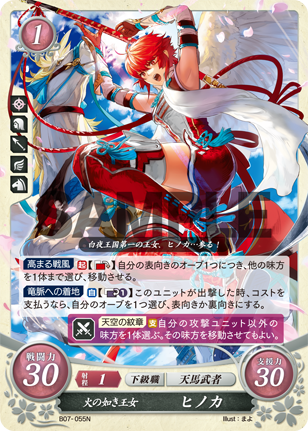 1
SAMPLE
白夜王国第一の王女、ヒノカ…参る！
高まる戦風 起【】自分の表向きのオーブ1つにつき、他の味
方を1体まで選び、移動させる。
竜脈への着地 自【】このユニットが出撃した時、コストを
支払うなら、自分のオーブを1つ選び、表向きか裏向きにする。
天空の紋章 支 自分の攻撃ユニット以外の
味方を1体選ぶ。その味方を移動させてもよい。
戦闘力 30
射程 1 下級職 天馬武者
支援力 30
火の如き王女 ヒノカ
B07-055N
Illust：まよ